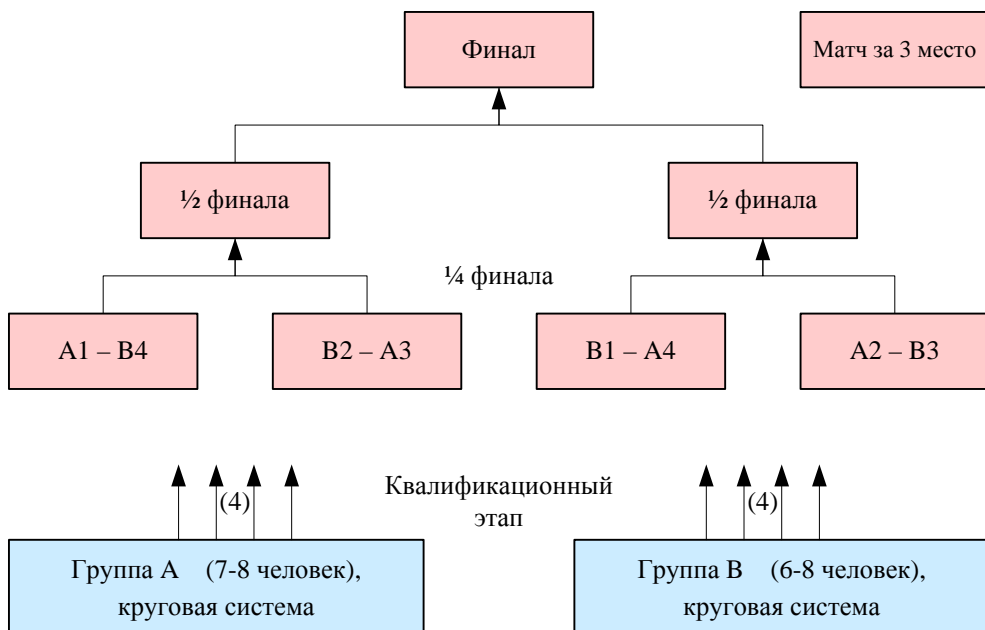 Финал
Матч за 3 место
½ финала
½ финала
¼ финала
A1 – B4
B2 – A3
B1 – A4
A2 – B3
(4)
Квалификационный
этап
(4)
Группа A (7-8 человек),
круговая система
Группа B (6-8 человек),
круговая система